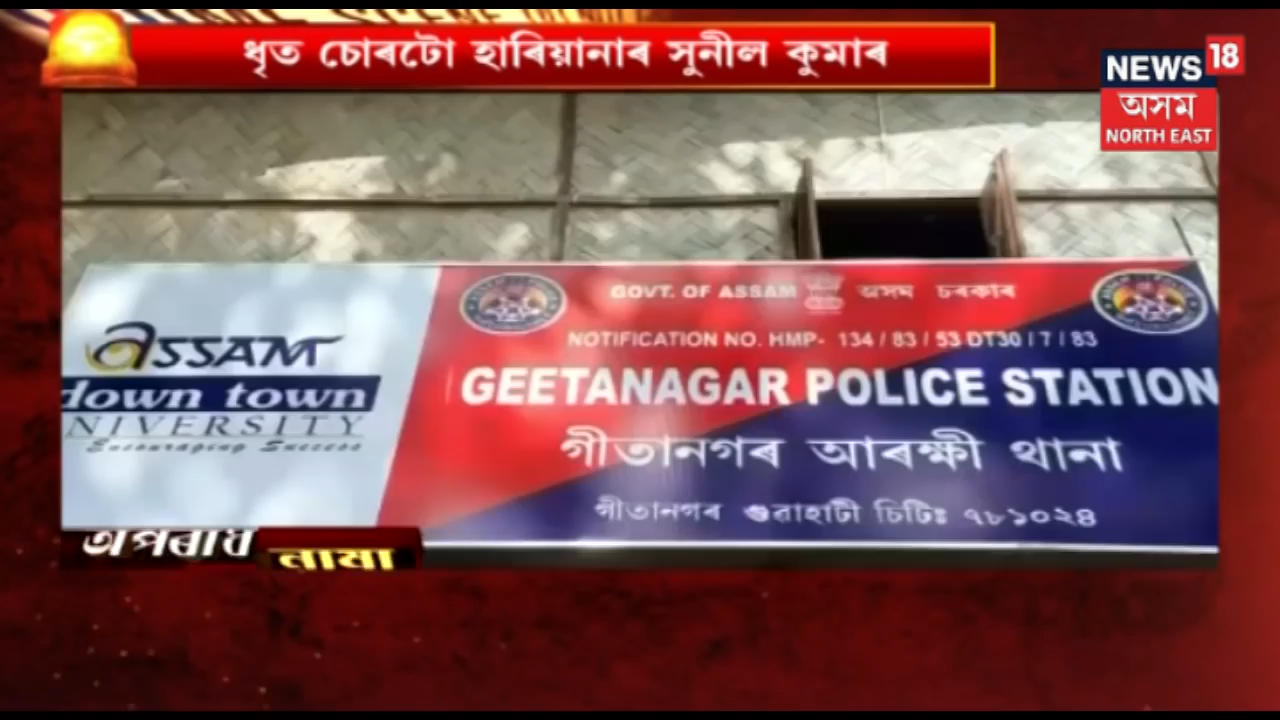 ধৃত চোৰটো হাৰিয়ানাৰ সুনীল কুমাৰ
NEWS 18
অসম
NORTH EAST
GOVT. OF ASSAM অসম চৰকাৰ
NOTIFICATION NO. HMP- 134 / 83 / 53 DT30 / 7 / 83
GEETANAGAR POLICE STATION
গীতানগৰ আৰক্ষী থানা
গীতানগৰ গুৱাহাটী চিটিঃ ৭৮১০২৪
ASSAM
down town
NIVERSITY
Encouraging Success
অপৰাধ
নামা